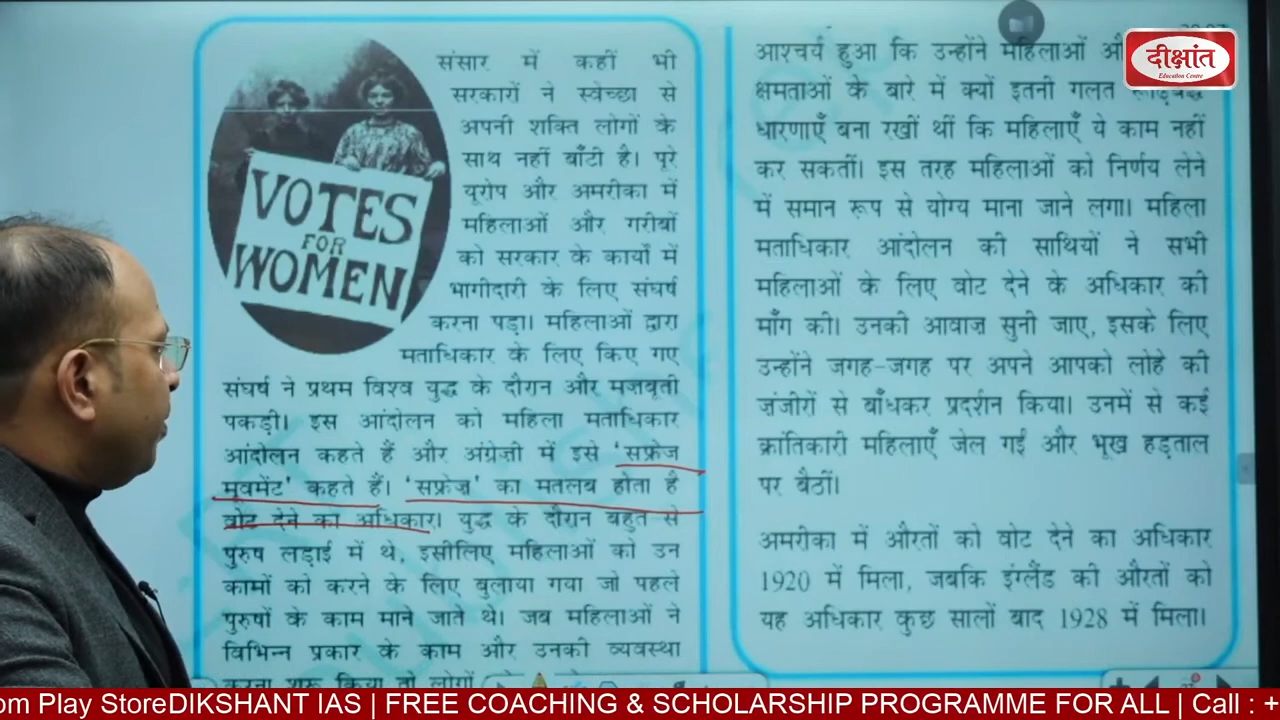 संसार में कहीं भी
सरकारों ने स्वेच्छा से
अपनी शक्ति लोगों के
साथ नहीं बाँटी है। पूरे
यूरोप और अमरीका में
महिलाओं और गरीबों
को सरकार के कार्यों में
भागीदारी के लिए संघर्ष
करना पड़ा। महिलाओं द्वारा
मताधिकार के लिए किए गए
संघर्ष ने प्रथम विश्व युद्ध के दौरान और मजबूती
पकड़ी। इस आंदोलन को महिला मताधिकार
आंदोलन कहते हैं और अंग्रेज़ी में इसे 'सफ्रेज
मूवमेंट' कहते हैं। 'सफ्रेज' का मतलब होता है
वोट देने का अधिकार। युद्ध के दौरान बहुत से
पुरुष लड़ाई में थे, इसीलिए महिलाओं को उन
कामों को करने के लिए बुलाया गया जो पहले
पुरुषों के काम माने जाते थे। जब महिलाओं ने
विभिन्न प्रकार के काम और उनकी व्यवस्था
करना शुरू किया तो लोगों
VOTES
FOR
WOMEN
आश्चर्य हुआ कि उन्होंने महिलाओं
क्षमताओं के बारे में क्यों इतनी गलत
धारणाएँ बना रखीं थीं कि महिलाएँ ये काम नहीं
कर सकतीं। इस तरह महिलाओं को निर्णय लेने
में समान रूप से योग्य माना जाने लगा। महिला
मताधिकार आंदोलन की साथियों ने सभी
महिलाओं के लिए वोट देने के अधिकार की
माँग की। उनकी आवाज़ सुनी जाए, इसके लिए
उन्होंने जगह-जगह पर अपने आपको लोहे की
जंजीरों से बाँधकर प्रदर्शन किया। उनमें से कई
क्रांतिकारी महिलाएँ जेल गईं और भूख हड़ताल
पर बैठीं।
अमरीका में औरतों को वोट देने का अधिकार
1920 में मिला, जबकि इंग्लैंड की औरतों को
यह अधिकार कुछ सालों बाद 1928 में मिला।
दीक्षांत
Education Centre
om Play StoreDIKSHANT IAS | FREE COACHING & SCHOLARSHIP PROGRAMME FOR ALL | Call : +